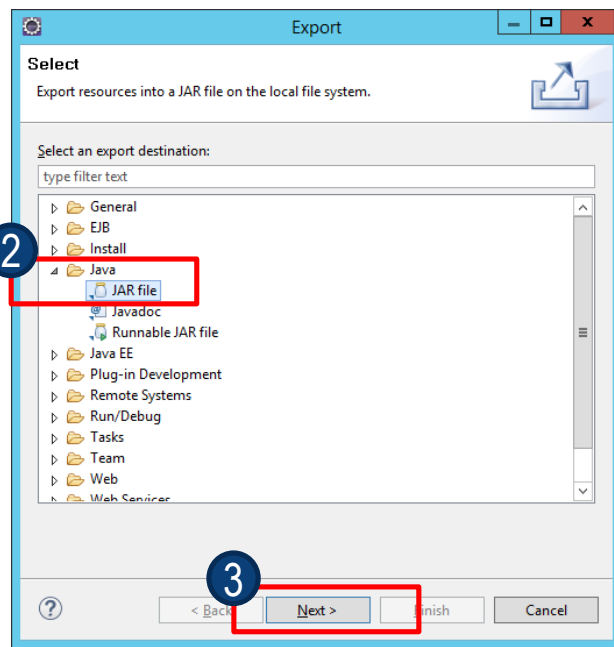 Export
Select
Export resources into a JAR file on the local file system.
Select an export destination:
type filter text
General
EJB
Install
2
Java
JAR file
Javadoc
Runnable JAR file
Java EE
Plug-in Development
Remote Systems
Run/Debug
Tasks
Team
Web
Web Services
3
< Back Next > Finish Cancel